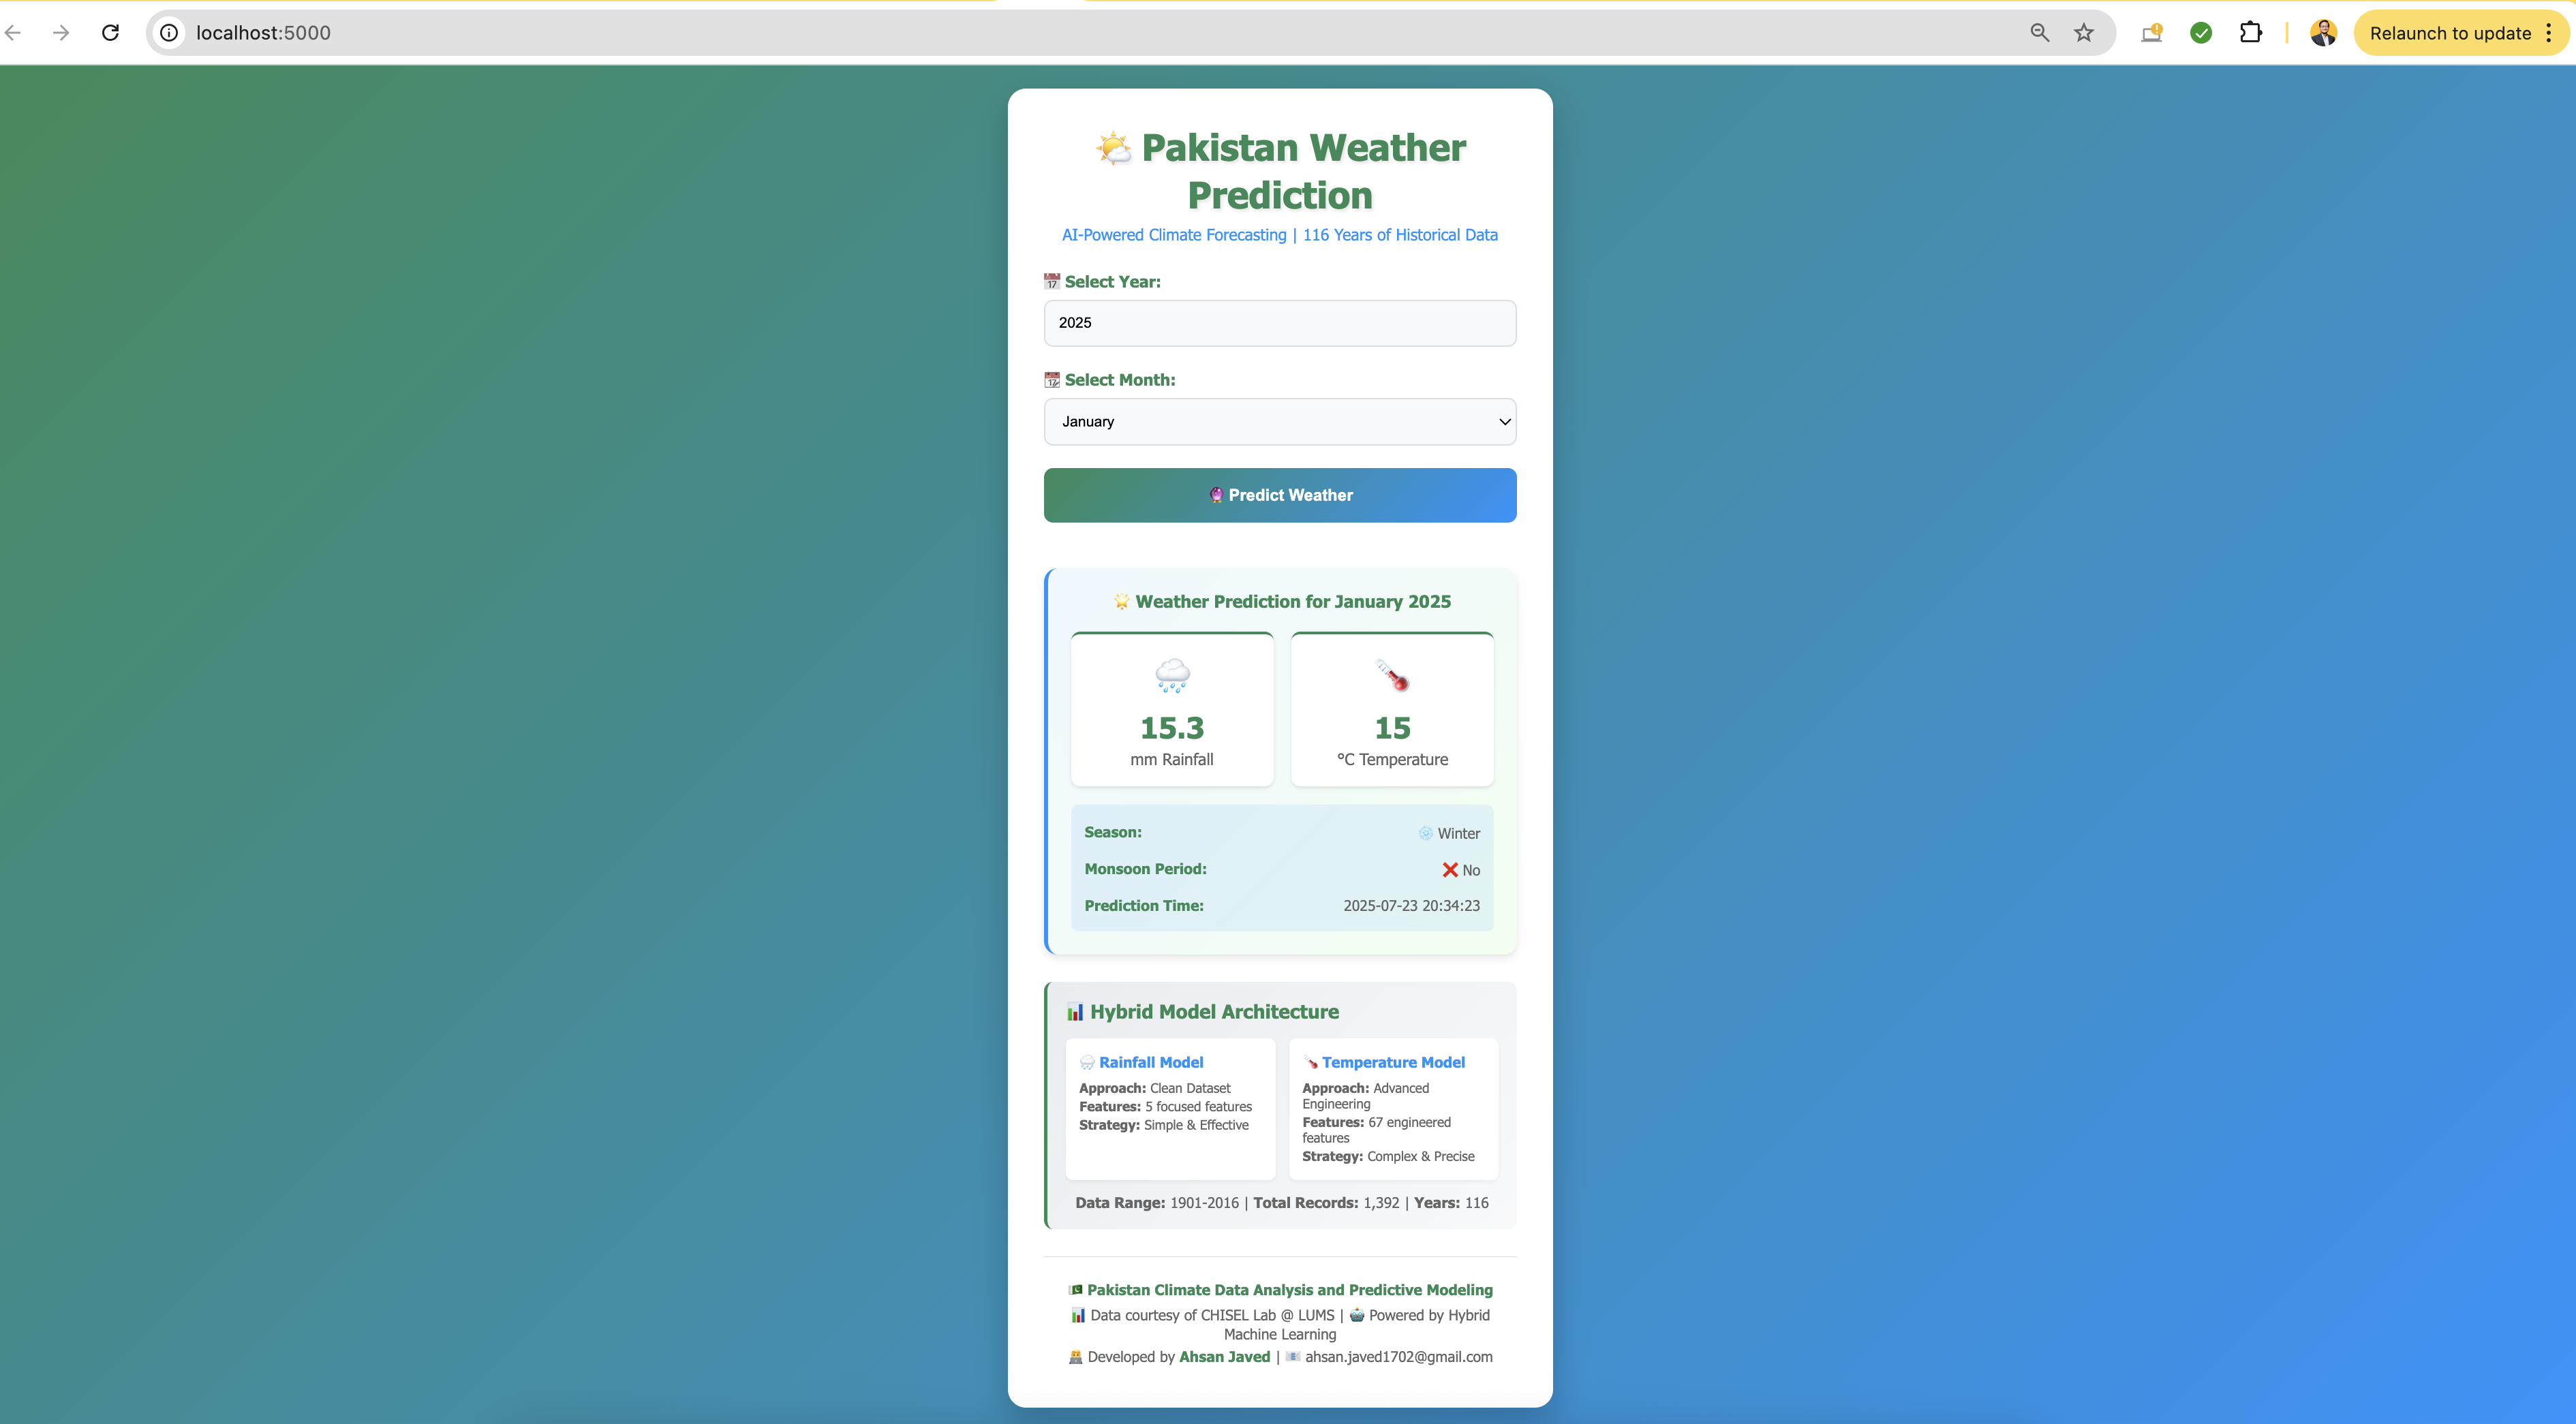 localhost:5000
Relaunch to update
Pakistan Weather
Prediction
AI-Powered Climate Forecasting | 116 Years of Historical Data
Select Year:
2025
Select Month:
January
Predict Weather
Weather Prediction for January 2025
15.3
mm Rainfall
15
°C Temperature
Season:
Winter
Monsoon Period:
No
Prediction Time:
2025-07-23 20:34:23
Hybrid Model Architecture
Rainfall Model
Approach: Clean Dataset
Features: 5 focused features
Strategy: Simple & Effective
Temperature Model
Approach: Advanced
Engineering
Features: 67 engineered
features
Strategy: Complex & Precise
Data Range: 1901-2016 | Total Records: 1,392 | Years: 116
Pakistan Climate Data Analysis and Predictive Modeling
Data courtesy of CHISEL Lab @ LUMS | Powered by Hybrid
Machine Learning
Developed by Ahsan Javed | ahsan.javed1702@gmail.com